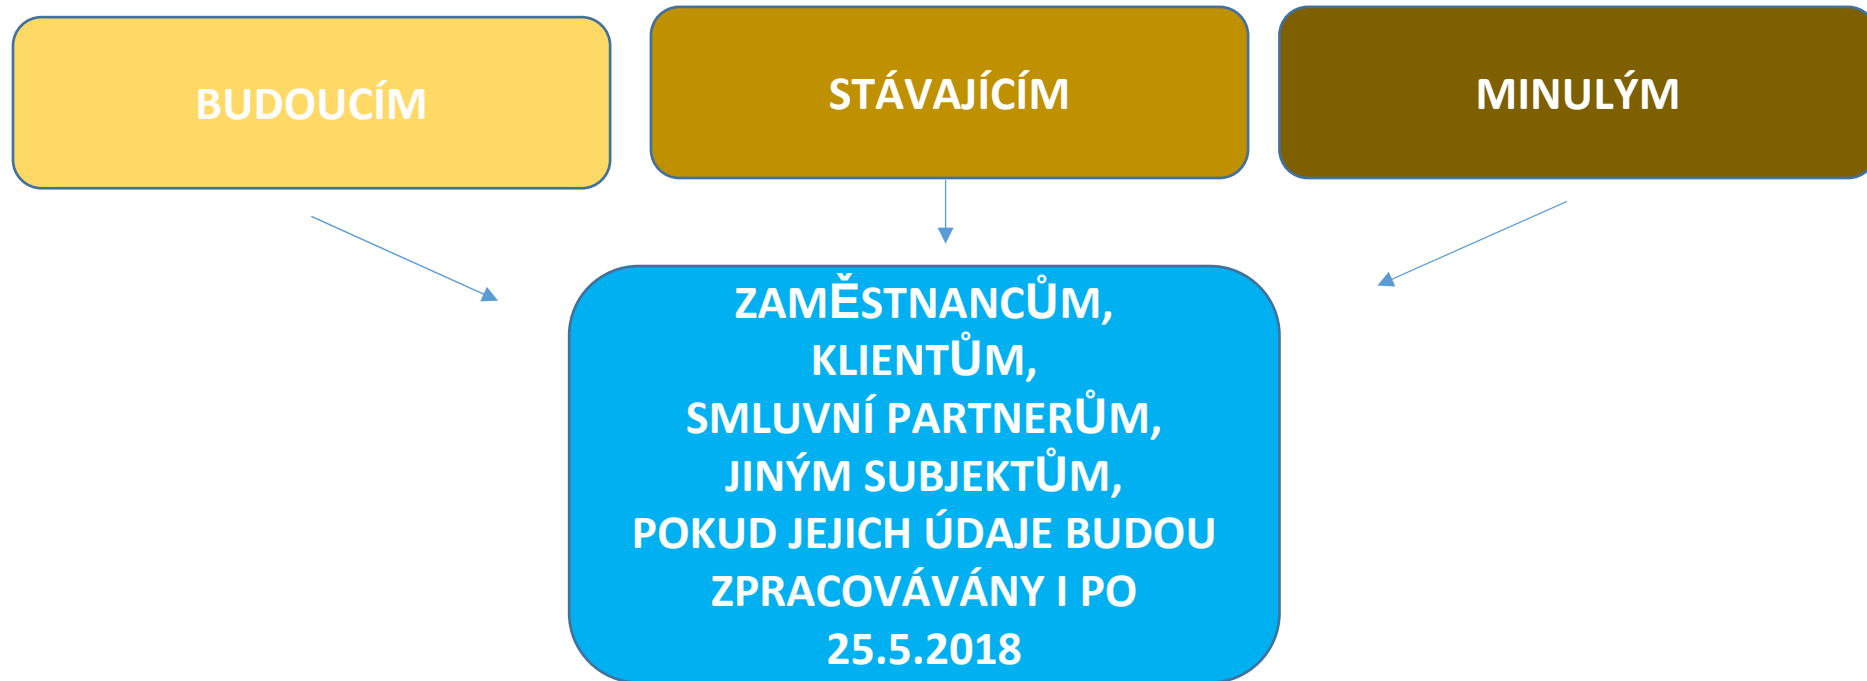 BUDOUCÍM
STÁVAJÍCÍM
MINULÝM
ZAMĚSTNANCŮM,
KLIENTŮM,
SMLUVNÍ PARTNERŮM,
JINÝM SUBJEKTŮM,
POKUD JEJICH ÚDAJE BUDOU
ZPRACOVÁVÁNY I PO
25.5.2018